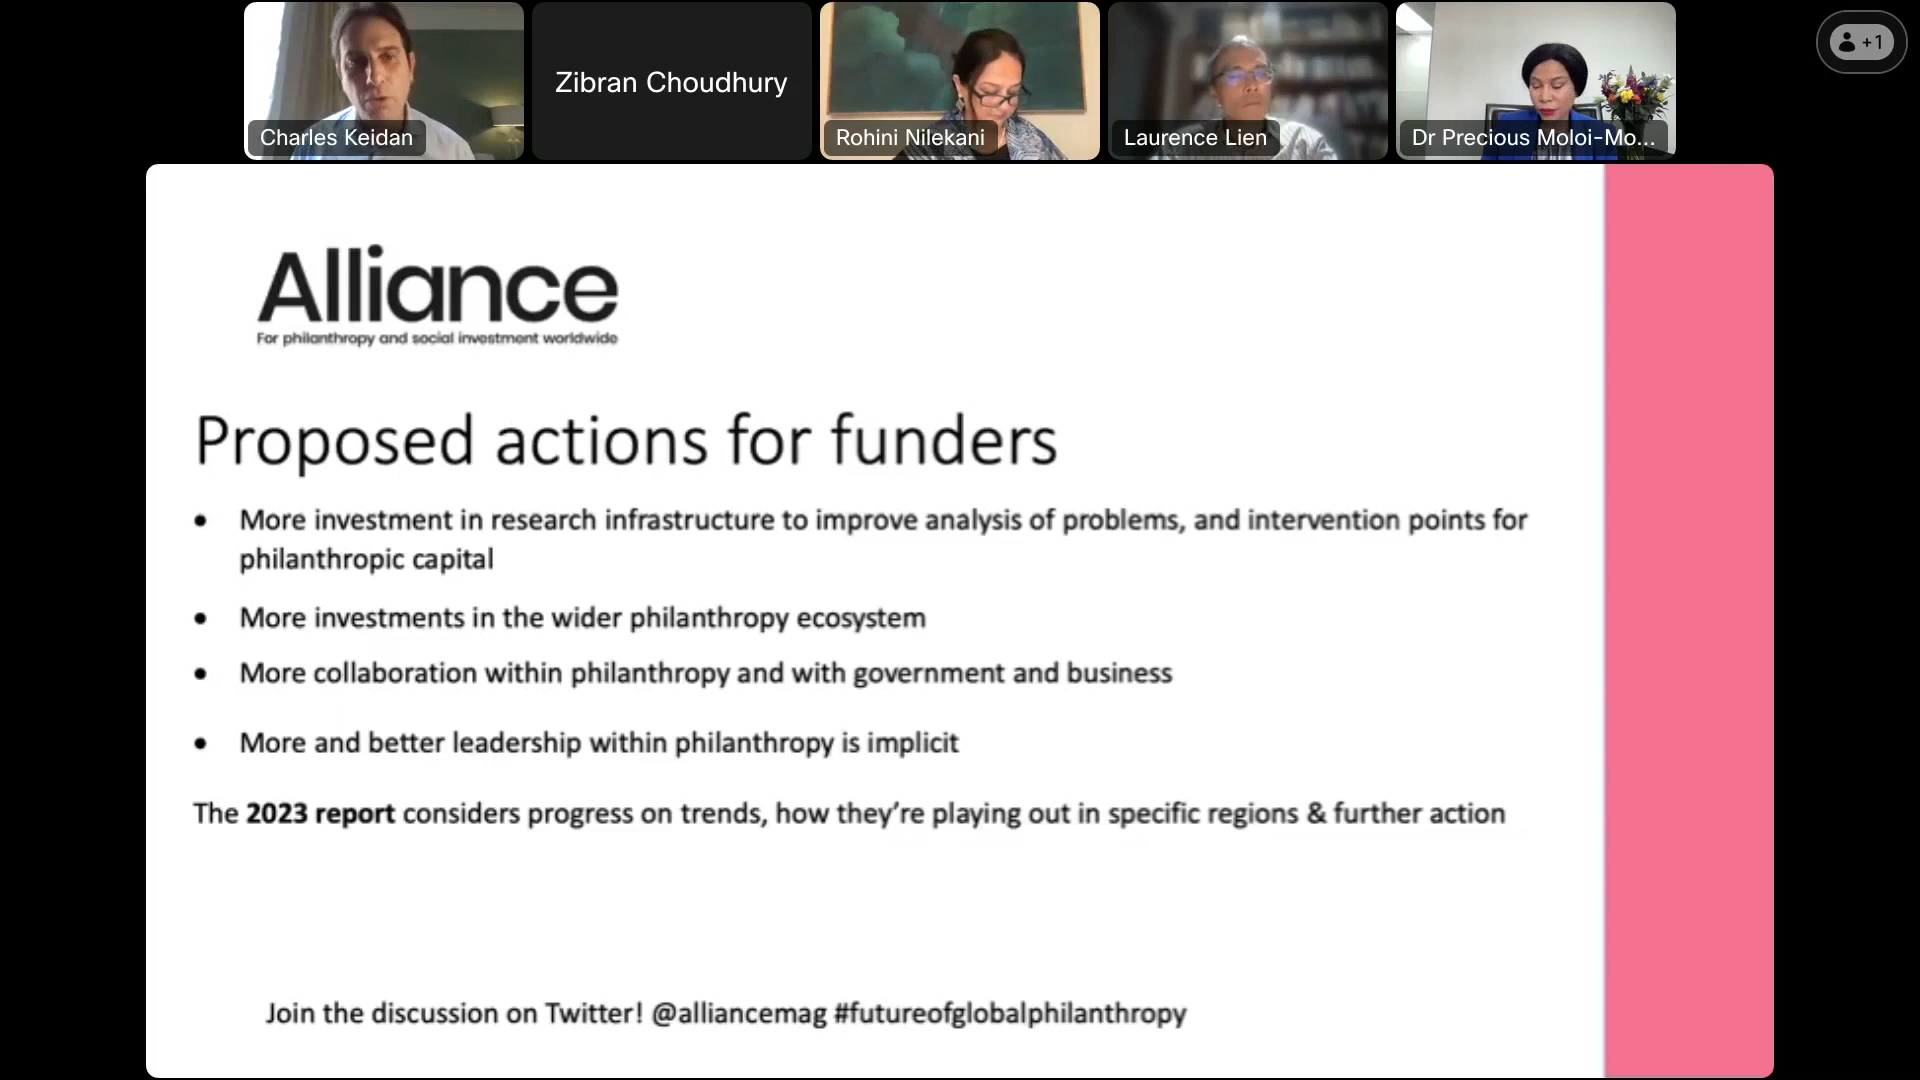 Charles Keidan
Zibran Choudhury
Rohini Nilekani
Laurence Lien
Dr Precious Moloi-Mo...
+1
Alliance
For philanthropy and social investment worldwide
Proposed actions for funders
• More investment in research infrastructure to improve analysis of problems, and intervention points for
philanthropic capital
• More investments in the wider philanthropy ecosystem
• More collaboration within philanthropy and with government and business
• More and better leadership within philanthropy is implicit
The 2023 report considers progress on trends, how they’re playing out in specific regions & further action
Join the discussion on Twitter! @alliancemag #futureofglobalphilanthropy